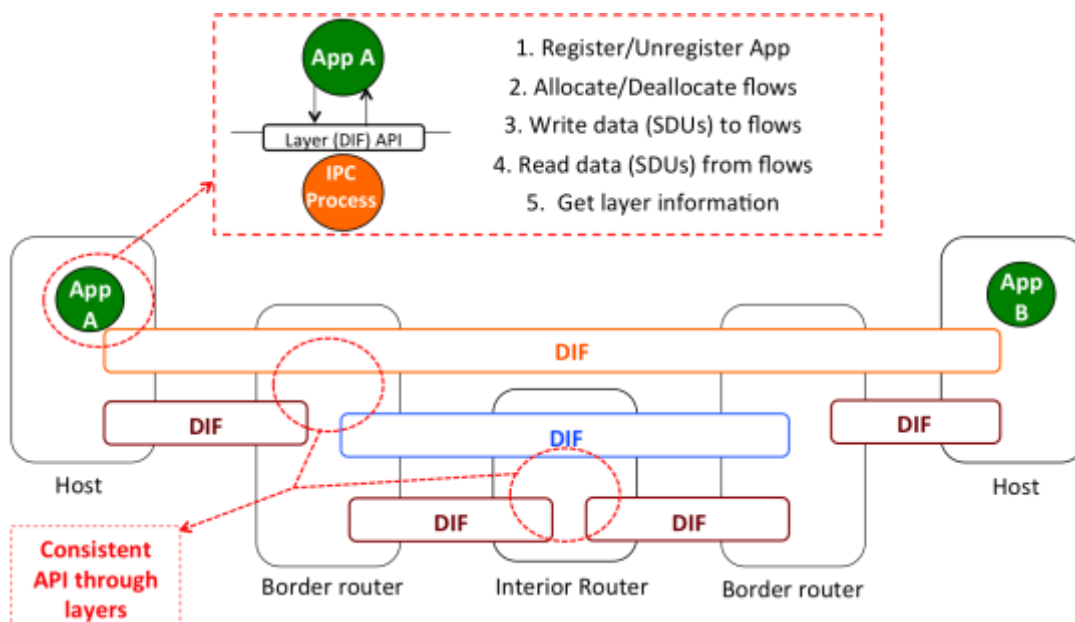 App A
Layer (DIF) API
IPC
Process
1. Register/Unregister App
2. Allocate/Deallocate flows
3. Write data (SDUs) to flows
4. Read data (SDUs) from flows
5. Get layer information
App
A
App
B
DIF
DIF
DIF
DIF
DIF
DIF
Host
Host
Border router
Interior Router
Border router
Consistent
API through
layers